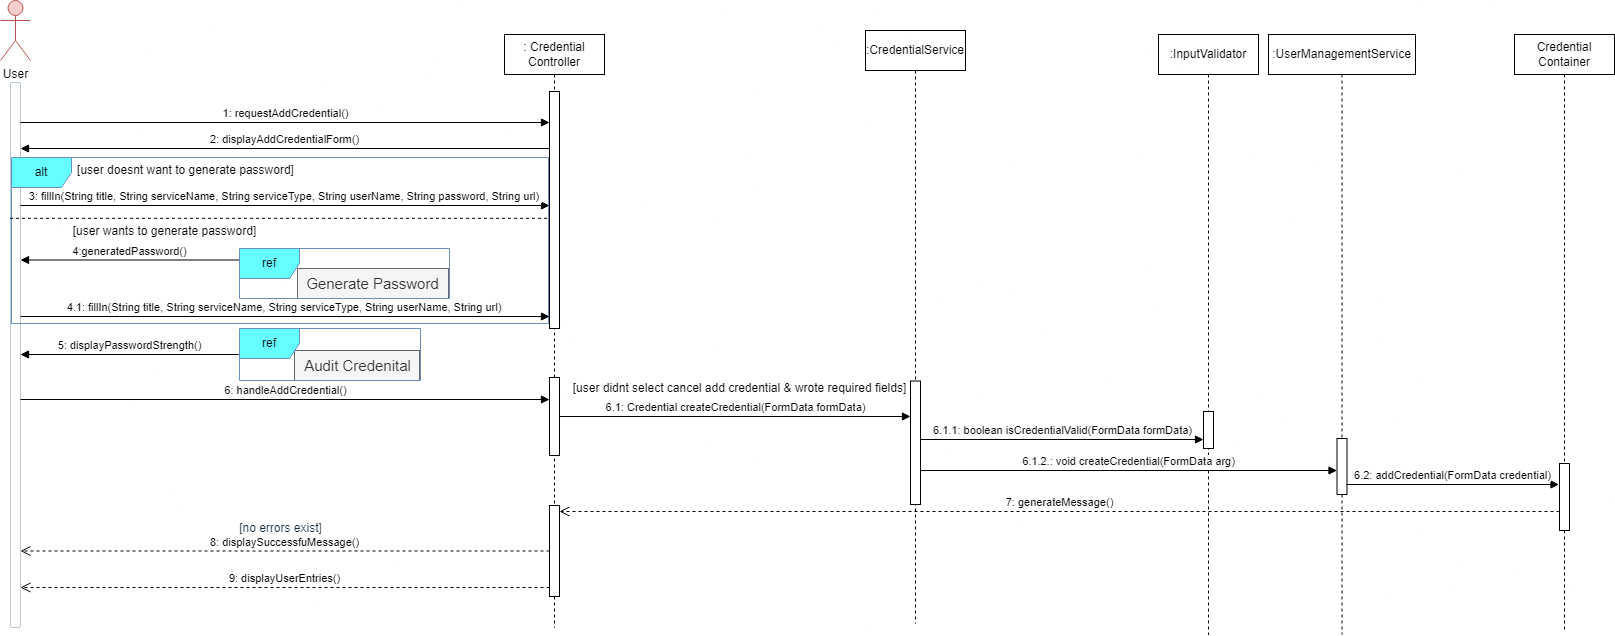 User
: Credential
Controller
:CredentialService
:InputValidator
:UserManagementService
Credential
Container
1: requestAddCredential()
2: displayAddCredentialForm()
alt
[user doesnt want to generate password]
3: fillIn(String title, String serviceName, String serviceType, String userName, String password, String url)
[user wants to generate password]
4:generatedPassword()
ref
Generate Password
4.1: fillIn(String title, String serviceName, String serviceType, String userName, String url)
5: displayPasswordStrength()
ref
Audit Credenital
6: handleAddCredential()
[user didnt select cancel add credential & wrote required fields]
6.1: Credential createCredential(FormData formData)
6.1.1: boolean isCredentialValid(FormData formData)
6.1.2.: void createCredential(FormData arg)
6.2: addCredential(FormData credential)
7: generateMessage()
[no errors exist]
8: displaySuccessfuMessage()
9: displayUserEntries()